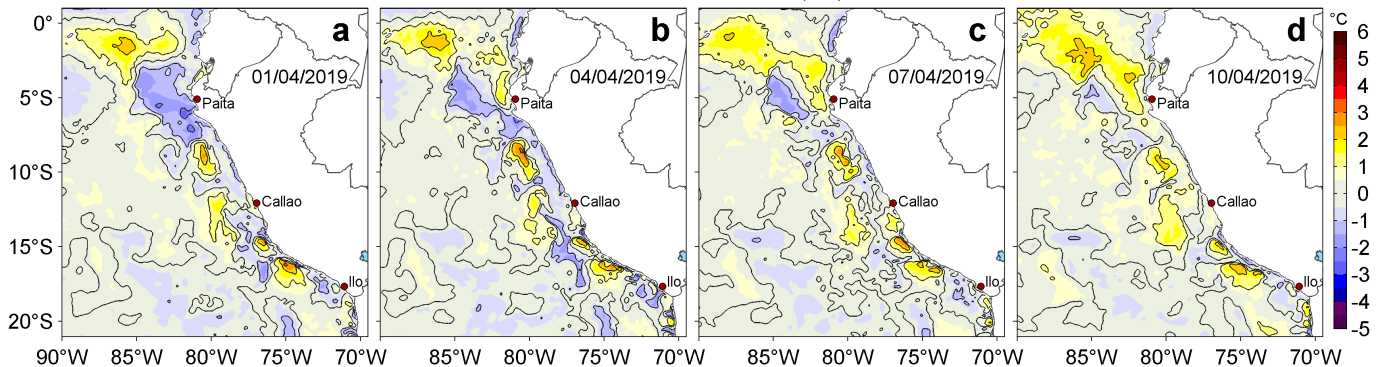 a b c d °C
0° 6
01/04/2019 04/04/2019 07/04/2019 10/04/2019 5
4
5°S Paita Paita Paita Paita 3
2
10°S 1
0
Callao Callao Callao Callao
-1
15°S -2
-3
Ilo Ilo Ilo Ilo
-4
20°S -5
90°W 85°W 80°W 75°W 70°W 85°W 80°W 75°W 70°W 85°W 80°W 75°W 70°W 85°W 80°W 75°W 70°W